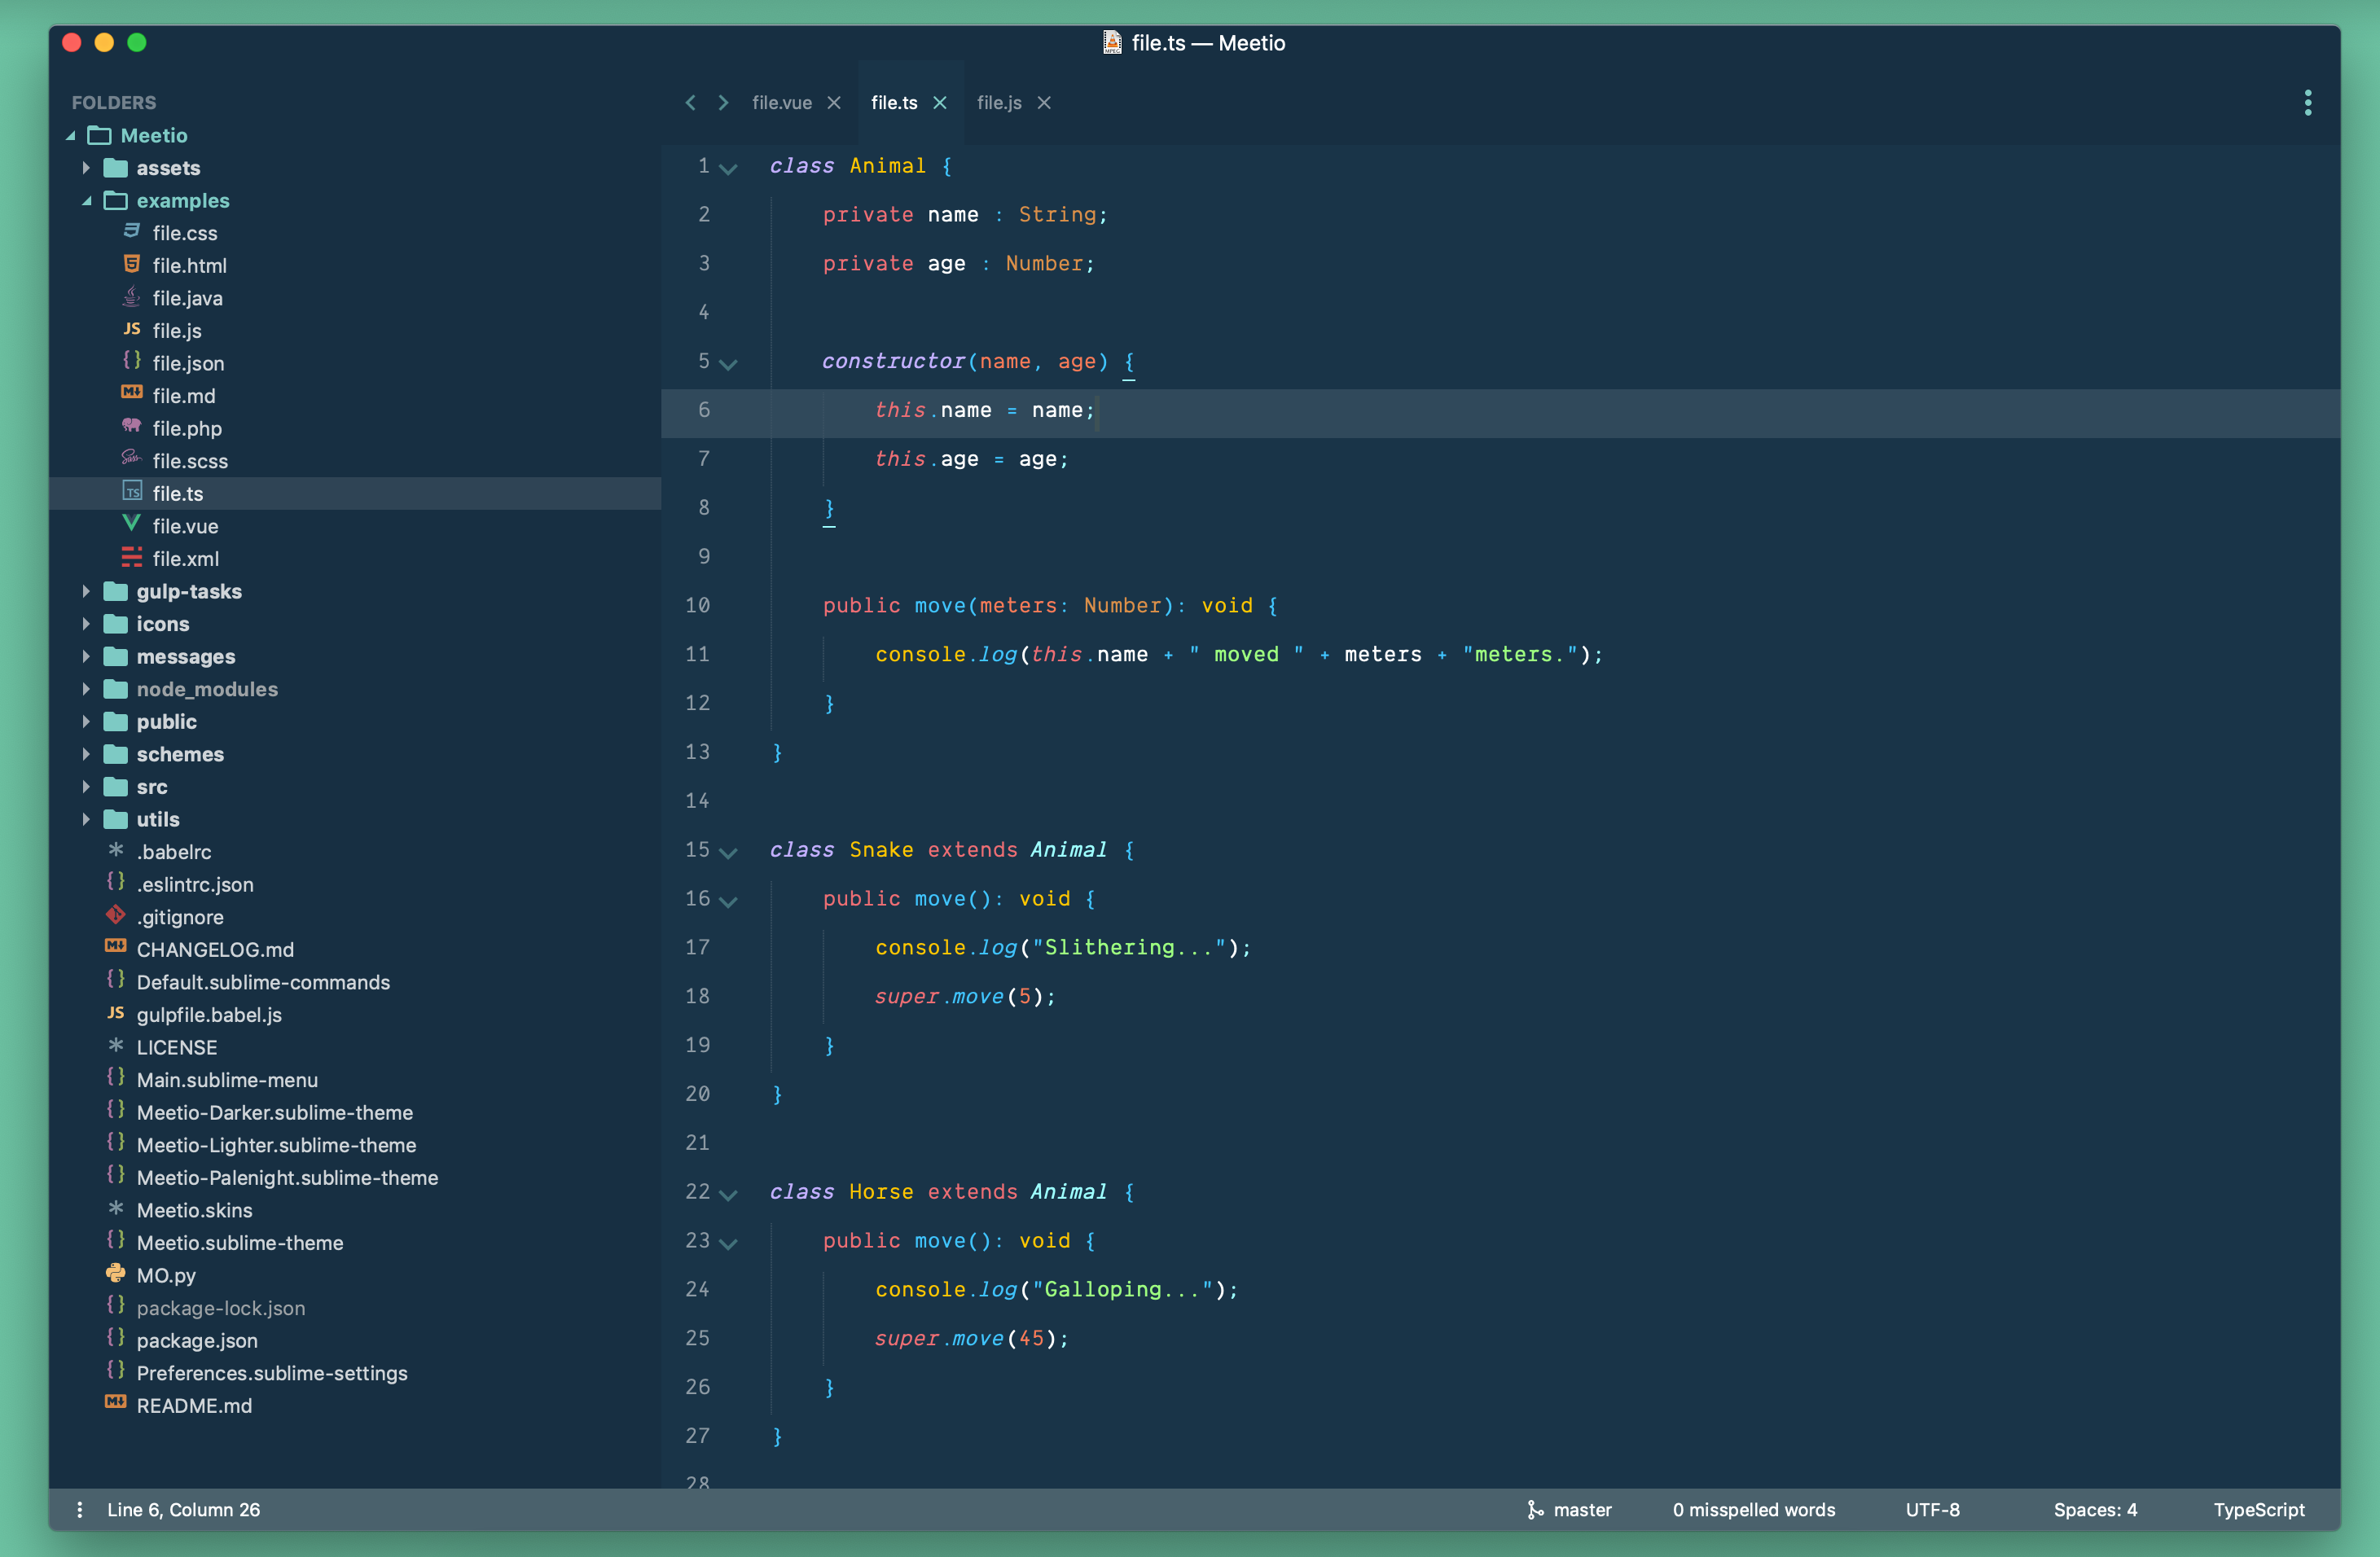 file.ts — Meetio
FOLDERS
Meetio
assets
examples
file.css
file.html
file.java
JS file.js
{} file.json
M↓ file.md
file.php
Sass file.scss
TS file.ts
file.vue
file.xml
gulp-tasks
icons
messages
node_modules
public
schemes
src
utils
* .babelrc
{} .eslintrc.json
.gitignore
M↓ CHANGELOG.md
{} Default.sublime-commands
JS gulpfile.babel.js
* LICENSE
{} Main.sublime-menu
{} Meetio-Darker.sublime-theme
{} Meetio-Lighter.sublime-theme
{} Meetio-Palenight.sublime-theme
* Meetio.skins
{} Meetio.sublime-theme
MO.py
{} package-lock.json
{} package.json
{} Preferences.sublime-settings
M↓ README.md
file.vue × file.ts × file.js ×
1 class Animal {
2 private name : String;
3 private age : Number;
4
5 constructor(name, age) {
6 this.name = name;
7 this.age = age;
8 }
9
10 public move(meters: Number): void {
11 console.log(this.name + " moved " + meters + "meters.");
12 }
13 }
14
15 class Snake extends Animal {
16 public move(): void {
17 console.log("Slithering...");
18 super.move(5);
19 }
20 }
21
22 class Horse extends Animal {
23 public move(): void {
24 console.log("Galloping...");
25 super.move(45);
26 }
27 }
28
Line 6, Column 26 master 0 misspelled words UTF-8 Spaces: 4 TypeScript